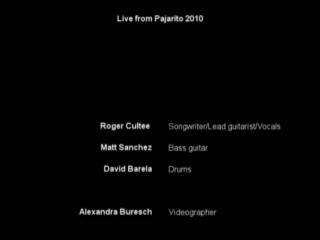 Live from Pajarito 2010
Roger Cultee Songwriter/Lead guitarist/Vocals
Matt Sanchez Bass guitar
David Barela Drums
Alexandra Buresch Videographer